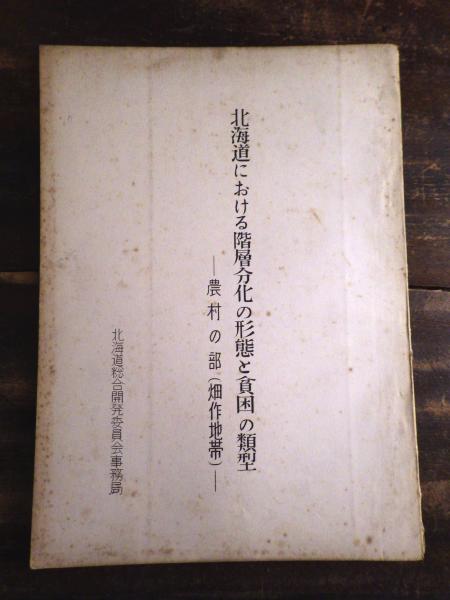 北海道における階層分化の形態と貧困の類型
―農村の部(畑作地帯)―
北海道総合開発委員会事務局